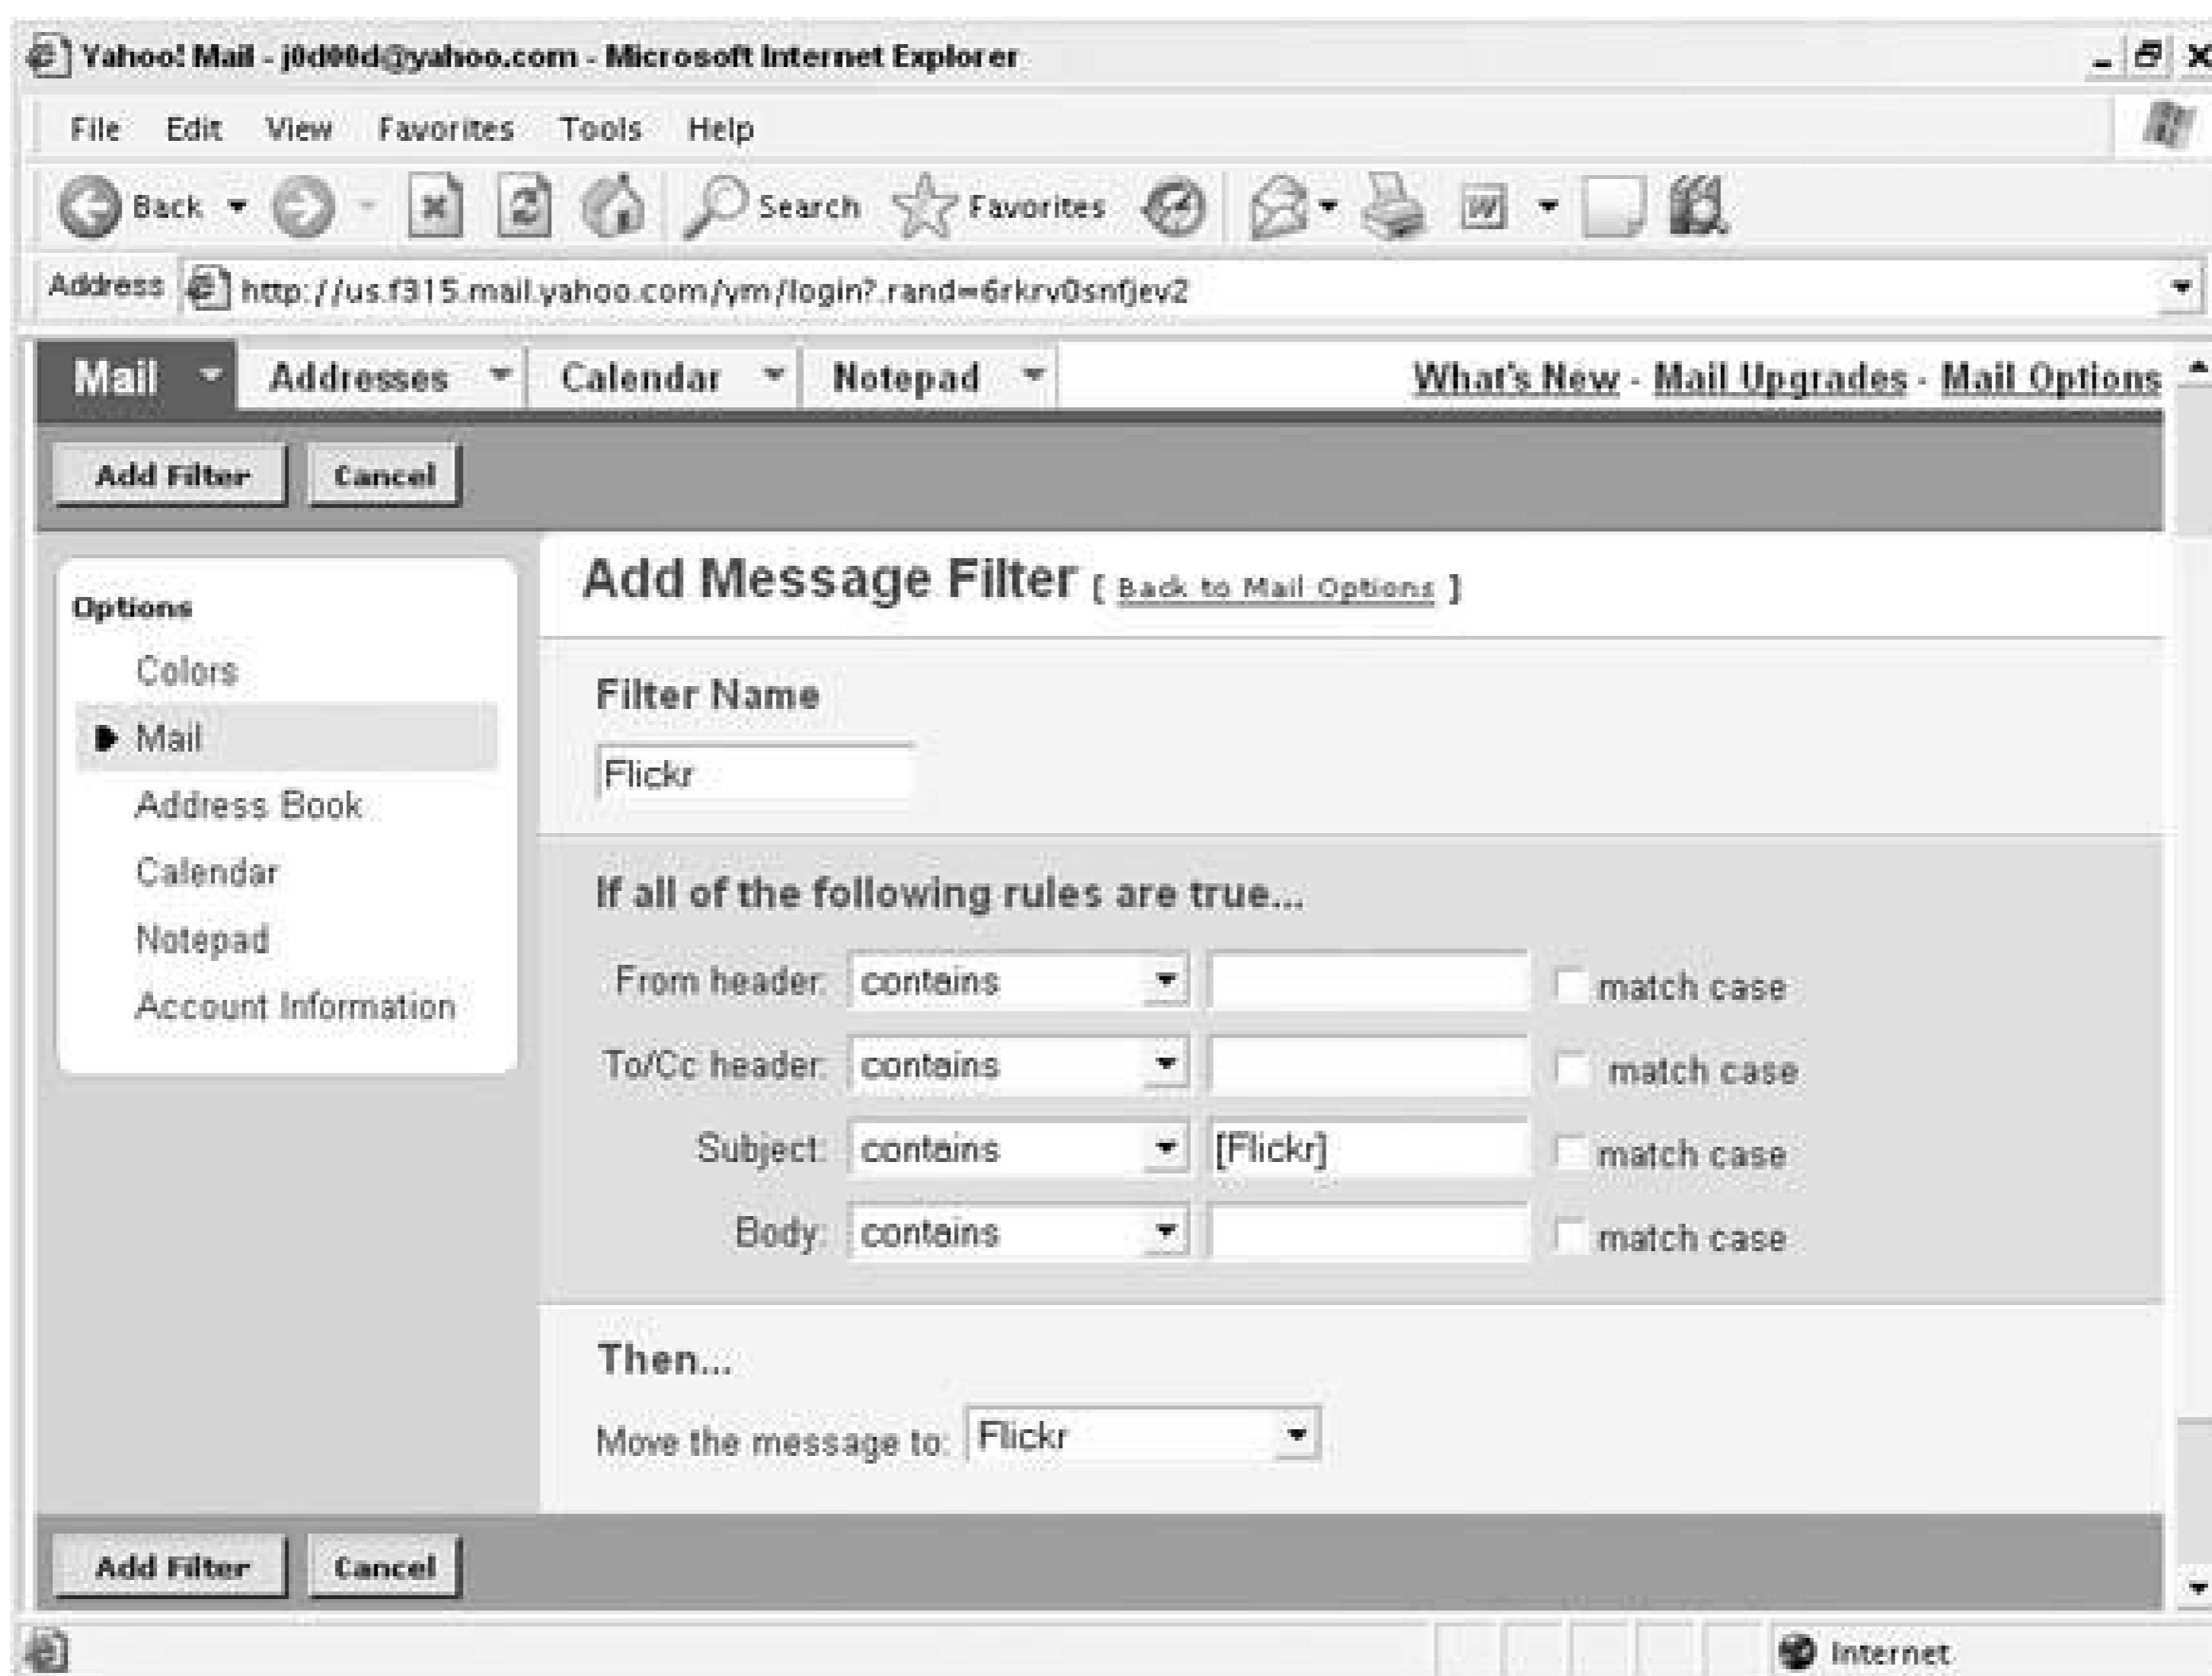 Yahoo! Mail - j0d00d@yahoo.com - Microsoft Internet Explorer
File Edit View Favorites Tools Help
Back Search Favorites W
Address http://us.f315.mail.yahoo.com/ym/login?.rand=6rkrv0snfjev2
Mail Addresses Calendar Notepad What's New - Mail Upgrades - Mail Options
Add Filter Cancel
Options
Colors
Mail
Address Book
Calendar
Notepad
Account Information
Add Message Filter [ Back to Mail Options ]
Filter Name
Flickr
If all of the following rules are true...
From header: contains match case
To/Cc header: contains match case
Subject: contains [Flickr] match case
Body: contains match case
Then...
Move the message to: Flickr
Add Filter Cancel
Internet